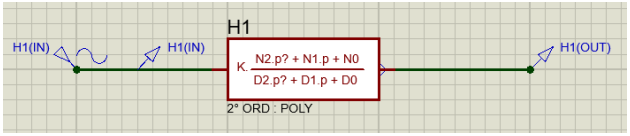 H1
H1(IN)
H1(IN)
K. N2.p? + N1.p + N0
D2.p? + D1.p + D0
H1(OUT)
2° ORD : POLY